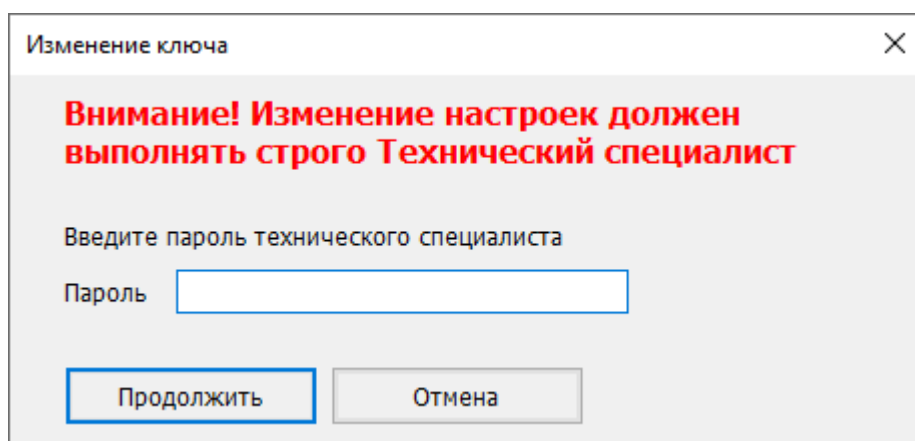 Изменение ключа
Внимание! Изменение настроек должен
выполнять строго Технический специалист
Введите пароль технического специалиста
Пароль
Продолжить Отмена